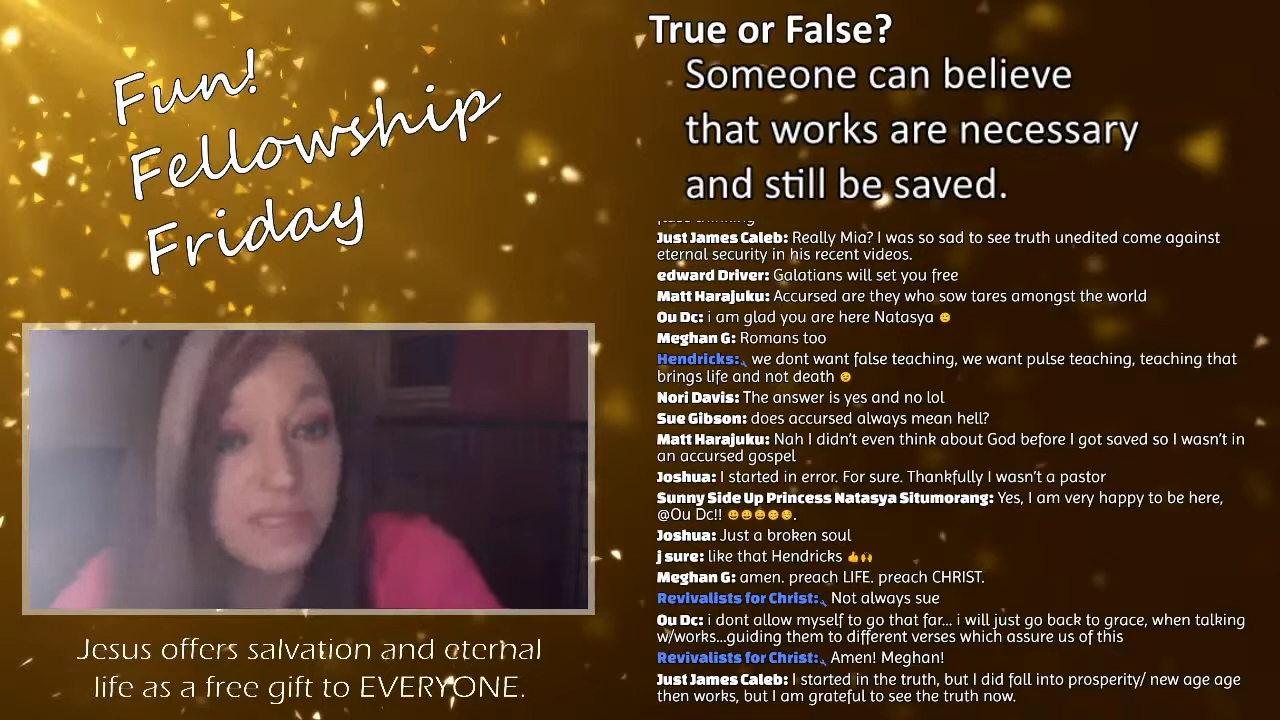 Fun!
Fellowship
Friday
Jesus offers salvation and eternal
life as a free gift to EVERYONE.
True or False?
Someone can believe
that works are necessary
and still be saved.
Just James Caleb: Really Mia? I was so sad to see truth unedited come against
eternal security in his recent videos.
edward Driver: Galatians will set you free
Matt Harajuku: Accursed are they who sow tares amongst the world
Ou Dc: i am glad you are here Natasya 🙂
Meghan G: Romans too
Hendricks: we dont want false teaching, we want pulse teaching, teaching that
brings life and not death 😉
Nori Davis: The answer is yes and no lol
Sue Gibson: does accursed always mean hell?
Matt Harajuku: Nah I didn't even think about God before I got saved so I wasn't in
an accursed gospel
Joshua: I started in error. For sure. Thankfully I wasn't a pastor
Sunny Side Up Princess Natasya Situmorang: Yes, I am very happy to be here,
@Ou Dc!! 😀😀😀😊😊.
Joshua: Just a broken soul
j sure: like that Hendricks 👍🙌
Meghan G: amen. preach LIFE. preach CHRIST.
Revivalists for Christ: Not always sue
Ou Dc: i dont allow myself to go that far... i will just go back to grace, when talking
w/works...guiding them to different verses which assure us of this
Revivalists for Christ: Amen! Meghan!
Just James Caleb: I started in the truth, but I did fall into prosperity/ new age age
then works, but I am grateful to see the truth now.